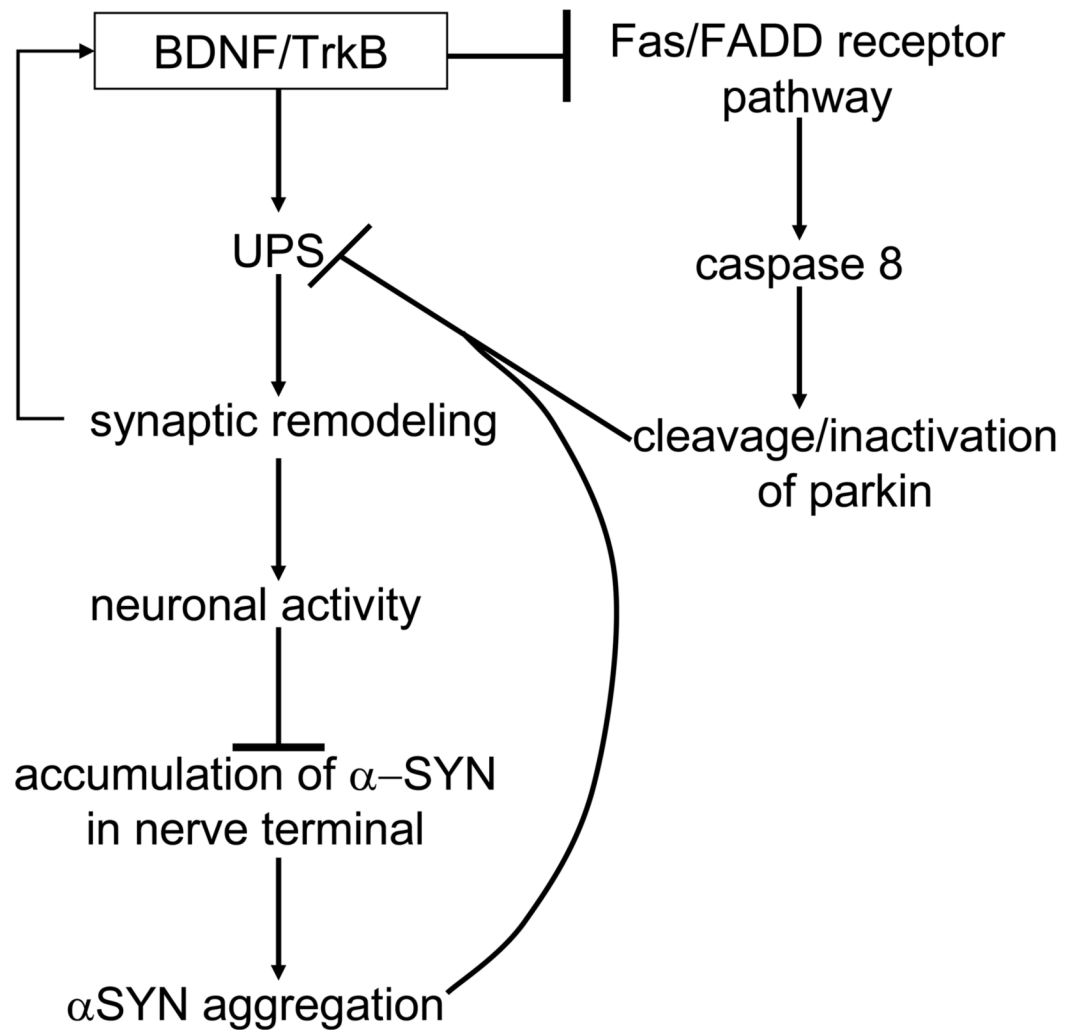 BDNF/TrkB
Fas/FADD receptor
pathway
UPS
caspase 8
synaptic remodeling
cleavage/inactivation
of parkin
neuronal activity
accumulation of α–SYN
in nerve terminal
αSYN aggregation